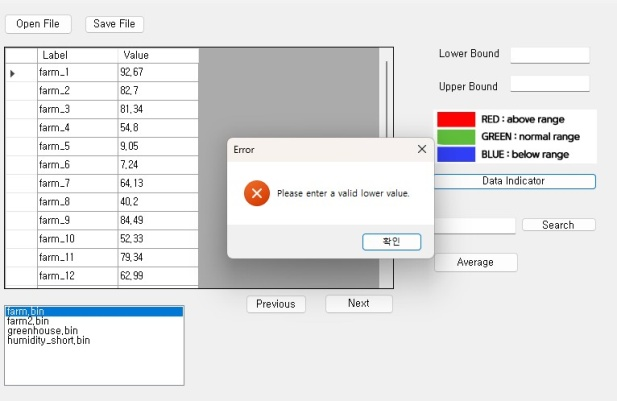 Open File
Save File
Label Value
farm_1 92,67
farm_2 82,7
farm_3 81,34
farm_4 54,8
farm_5 9,05
farm_6 7,24
farm_7 64,13
farm_8 40,2
farm_9 84,49
farm_10 52,33
farm_11 79,34
farm_12 62,99
Lower Bound
Upper Bound
RED : above range
GREEN : normal range
BLUE : below range
Data Indicator
Search
Average
Error
Please enter a valid lower value.
확인
Previous
Next
farm,bin
farm2,bin
greenhouse,bin
humidity_short,bin